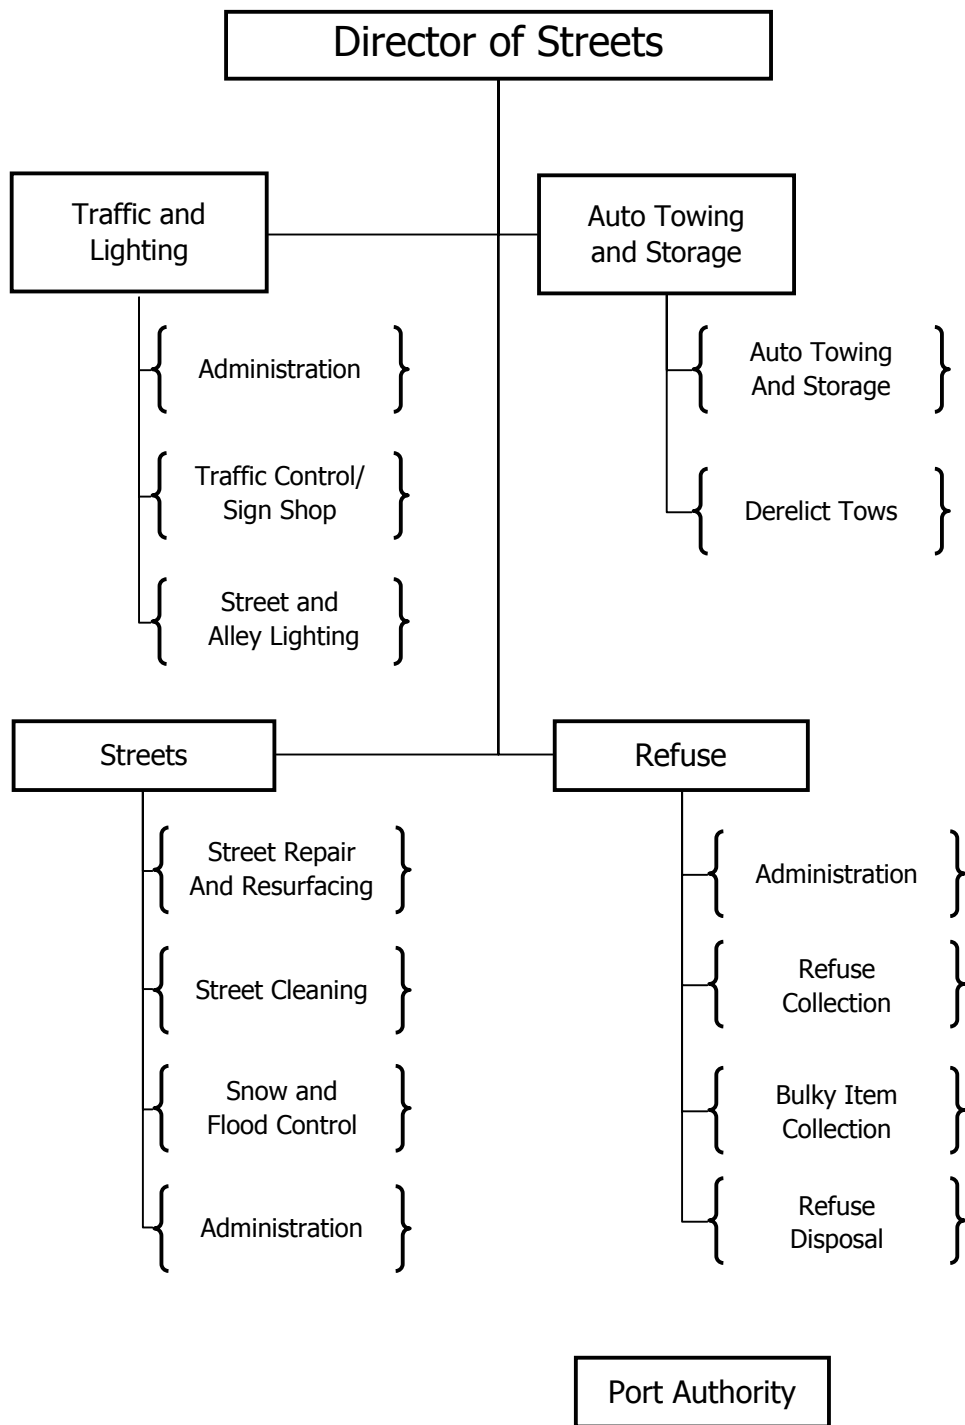 Director of Streets
Traffic and
Lighting
Auto Towing
and Storage
Administration
Traffic Control/
Sign Shop
Street and
Alley Lighting
Auto Towing
And Storage
Derelict Tows
Streets
Refuse
Street Repair
And Resurfacing
Street Cleaning
Snow and
Flood Control
Administration
Administration
Refuse
Collection
Bulky Item
Collection
Refuse
Disposal
Port Authority